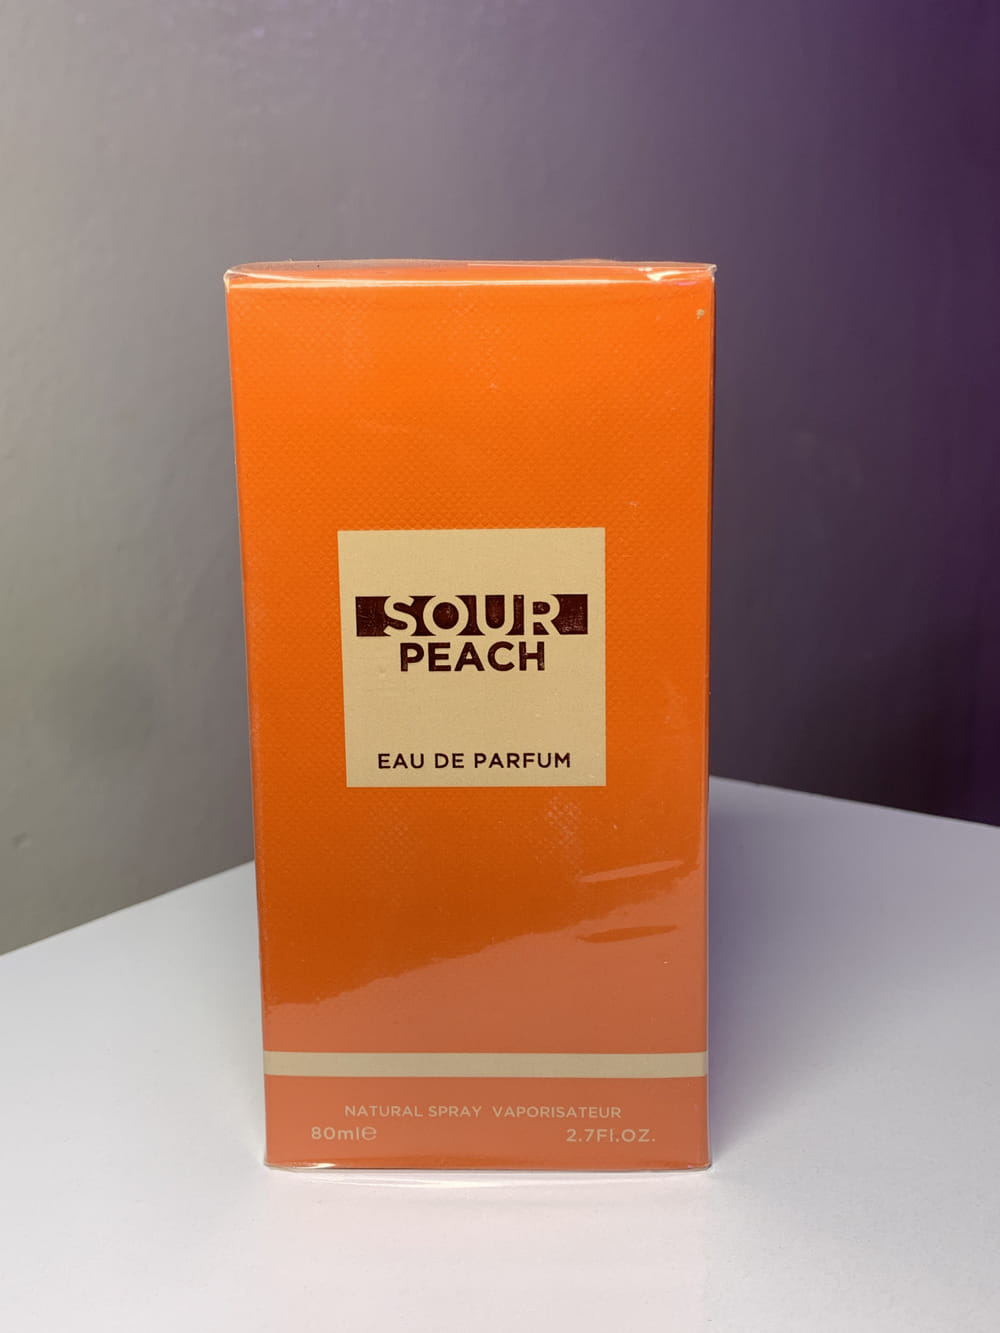 SOUR
PEACH
EAU DE PARFUM
NATURAL SPRAY VAPORISATEUR
80ml℮ 2.7Fl.OZ.